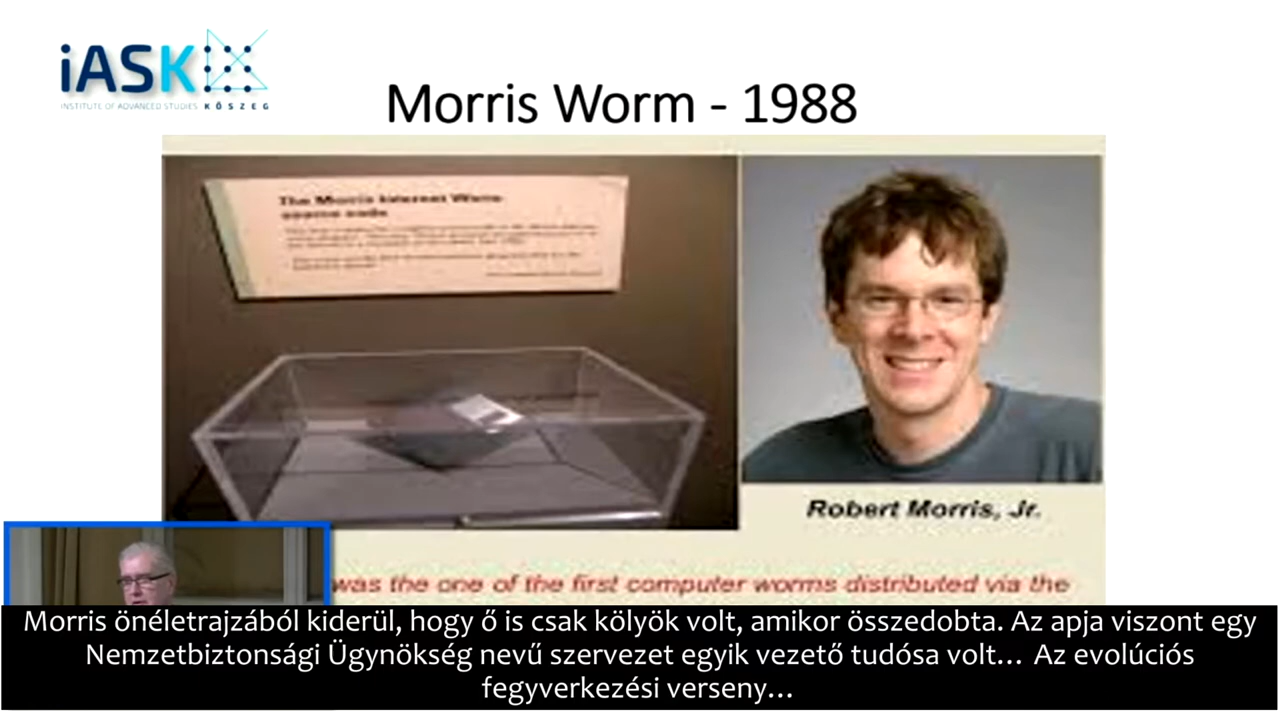 iASK
INSTITUTE OF ADVANCED STUDIES KŐSZEG
Morris Worm - 1988
The Morris Internet Worm
source code
Robert Morris, Jr.
was the one of the first computer worms distributed via the
Morris önéletrajzából kiderül, hogy ő is csak kölyök volt, amikor összedobta. Az apja viszont egy
Nemzetbiztonsági Ügynökség nevű szervezet egyik vezető tudósa volt… Az evolúciós
fegyverkezési verseny…